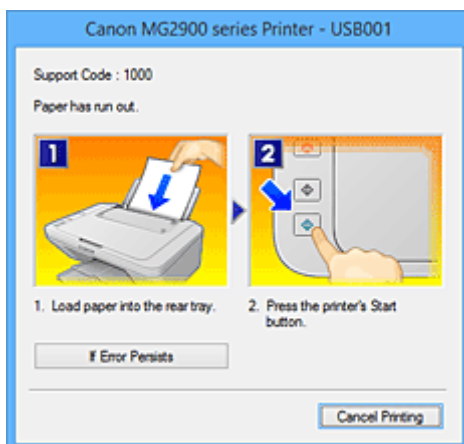 Canon MG2900 series Printer - USB001
Support Code : 1000
Paper has run out.
1
2
1. Load paper into the rear tray.
2. Press the printer's Start
button.
If Error Persists
Cancel Printing